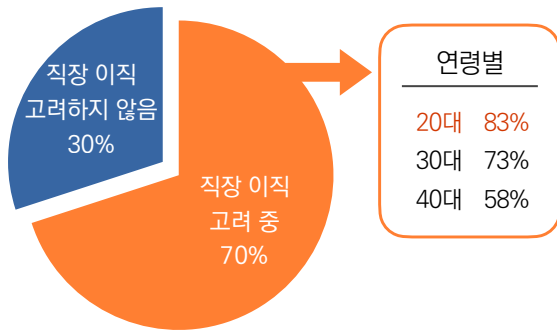 직장 이직
고려하지 않음
30%
직장 이직
고려 중
70%
연령별
20대 83%
30대 73%
40대 58%